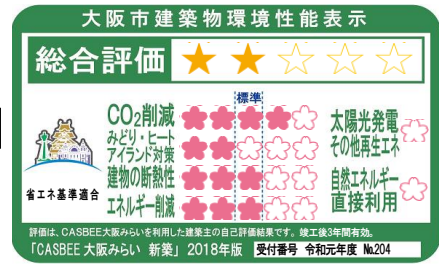 大阪市建築物環境性能表示
総合評価 ★★☆☆☆
標準
CO2削減
みどり・ヒート
アイランド対策
建物の断熱性
エネルギー削減
太陽光発電
その他再生エネ
自然エネルギー
直接利用
省エネ基準適合
評価は、CASBEE大阪みらいを利用した建築主の自己評価結果です。竣工後3年間有効。
「CASBEE大阪みらい 新築」2018年版 受付番号 令和元年度 №204